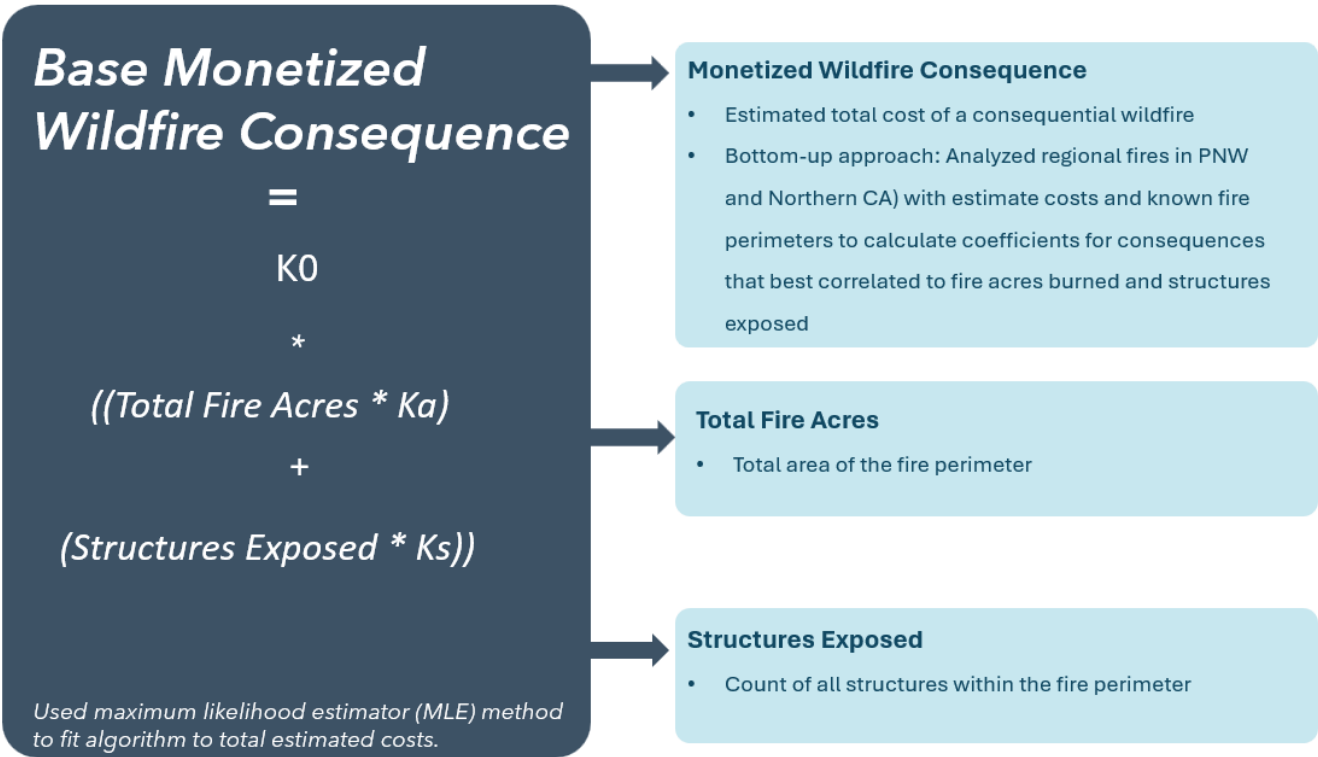 Base Monetized
Wildfire Consequence
=
K0
*
((Total Fire Acres * Ka)
+
(Structures Exposed * Ks))
Used maximum likelihood estimator (MLE) method
to fit algorithm to total estimated costs.
Monetized Wildfire Consequence
• Estimated total cost of a consequential wildfire
• Bottom-up approach: Analyzed regional fires in PNW
and Northern CA) with estimate costs and known fire
perimeters to calculate coefficients for consequences
that best correlated to fire acres burned and structures
exposed
Total Fire Acres
• Total area of the fire perimeter
Structures Exposed
• Count of all structures within the fire perimeter